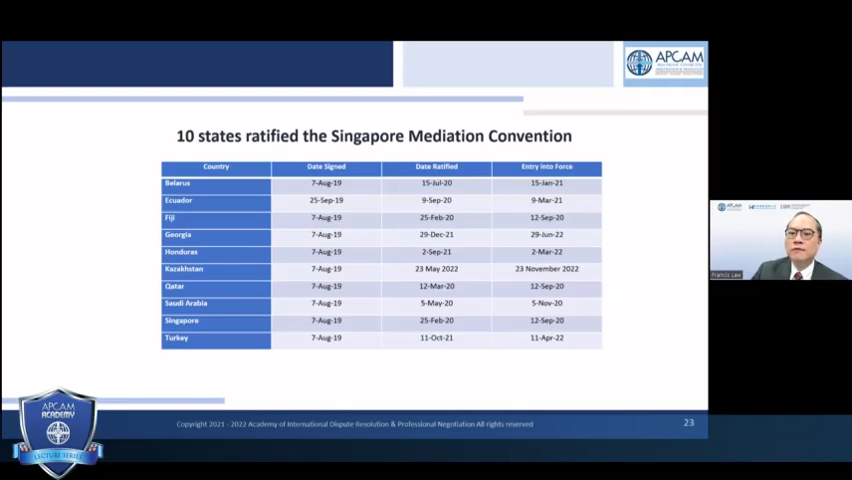 APCAM
10 states ratified the Singapore Mediation Convention
Country Date Signed Date Ratified Entry into Force
Belarus 7-Aug-19 15-Jul-20 15-Jan-21
Ecuador 25-Sep-19 9-Sep-20 9-Mar-21
Fiji 7-Aug-19 25-Feb-20 12-Sep-20
Georgia 7-Aug-19 29-Dec-21 29-Jun-22
Honduras 7-Aug-19 2-Sep-21 2-Mar-22
Kazakhstan 7-Aug-19 23 May 2022 23 November 2022
Qatar 7-Aug-19 12-Mar-20 12-Sep-20
Saudi Arabia 7-Aug-19 5-May-20 5-Nov-20
Singapore 7-Aug-19 25-Feb-20 12-Sep-20
Turkey 7-Aug-19 11-Oct-21 11-Apr-22
APCAM
Francis Law
APCAM
ACADEMY
LECTURE SERIES
Copyright 2021 - 2022 Academy of International Dispute Resolution & Professional Negotiation All rights reserved
23